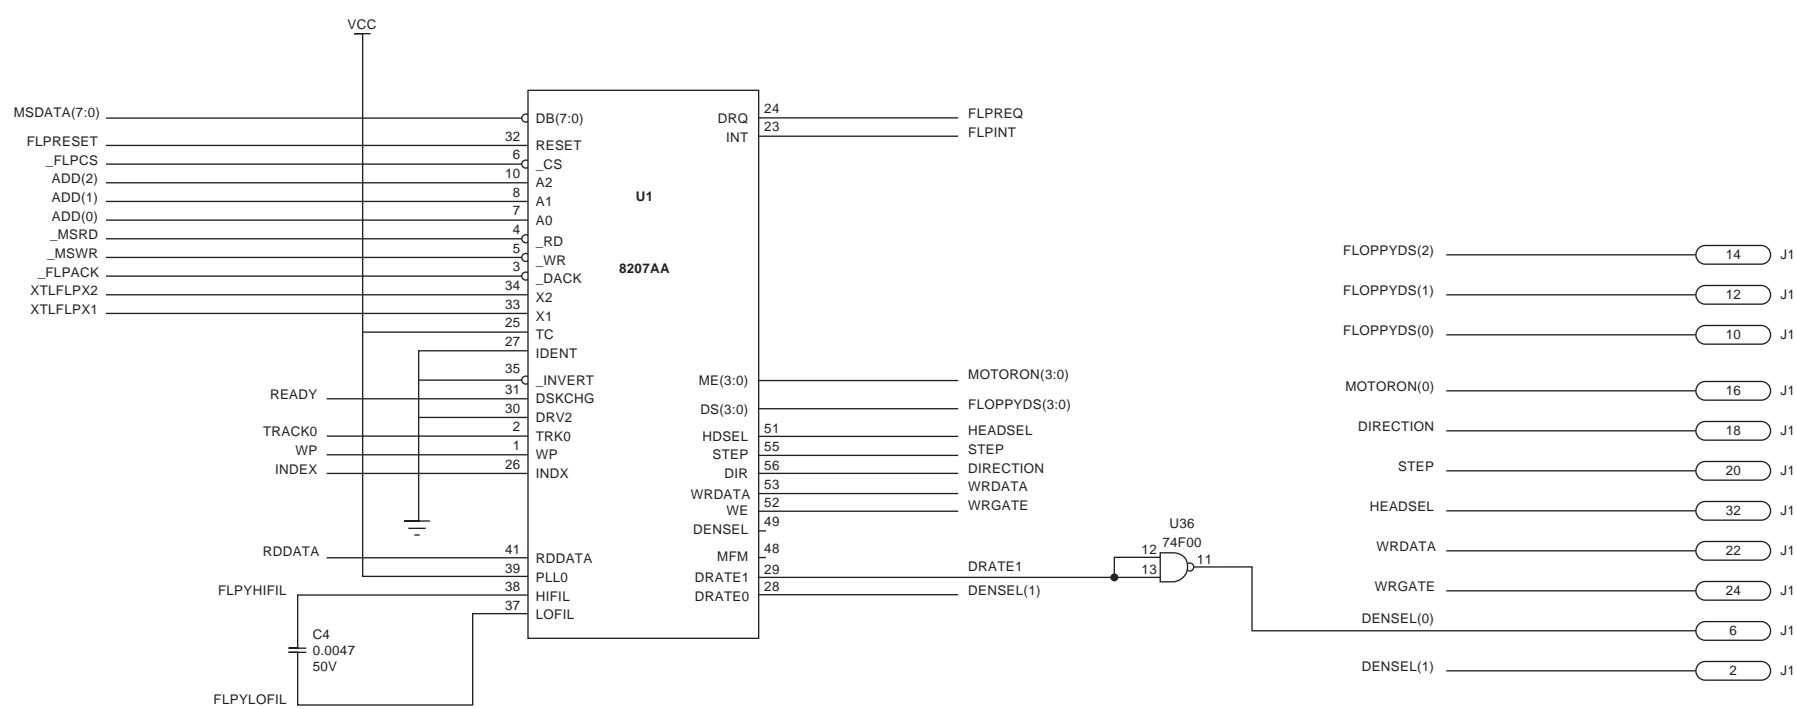 VCC
MSDATA(7:0)
DB(7:0)
DRQ
24
FLPREQ
INT
23
FLPINT
FLPRESET
32
RESET
_FLPCS
6
_CS
ADD(2)
10
A2
ADD(1)
8
A1
U1
ADD(0)
7
A0
_MSRD
4
_RD
_MSWR
5
_WR
8207AA
_FLPACK
3
_DACK
XTLFLPX2
34
X2
XTLFLPX1
33
X1
25
TC
27
IDENT
35
_INVERT
READY
31
DSKCHG
30
DRV2
TRACK0
2
TRK0
WP
1
WP
INDEX
26
INDX
ME(3:0)
MOTORON(3:0)
DS(3:0)
FLOPPYDS(3:0)
HDSEL
51
HEADSEL
STEP
55
STEP
DIR
56
DIRECTION
WRDATA
53
WRDATA
WE
52
WRGATE
DENSEL
49
MFM
48
DRATE1
29
DRATE1
DRATE0
28
DENSEL(1)
RDDATA
41
RDDATA
39
PLL0
FLPYHIFIL
38
HIFIL
37
LOFIL
C4
0.0047
50V
FLPYLOFIL
U36
74F00
12
13
11
FLOPPYDS(2)
14
J1
FLOPPYDS(1)
12
J1
FLOPPYDS(0)
10
J1
MOTORON(0)
16
J1
DIRECTION
18
J1
STEP
20
J1
HEADSEL
32
J1
WRDATA
22
J1
WRGATE
24
J1
DENSEL(0)
6
J1
DENSEL(1)
2
J1